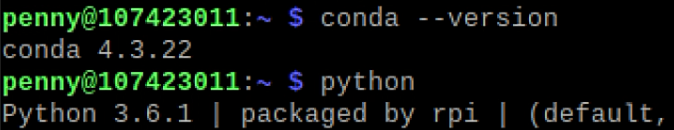 penny@107423011:~ $ conda --version
conda 4.3.22
penny@107423011:~ $ python
Python 3.6.1 | packaged by rpi | (default,